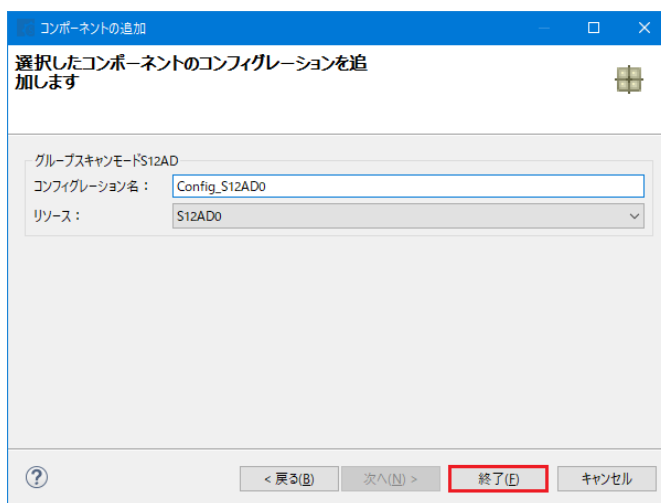 コンポーネントの追加
選択したコンポーネントのコンフィグレーションを追
加します
グループスキャンモードS12AD
コンフィグレーション名：
Config_S12AD0
リソース：
S12AD0
?
< 戻る(B)
次へ(N) >
終了(F)
キャンセル